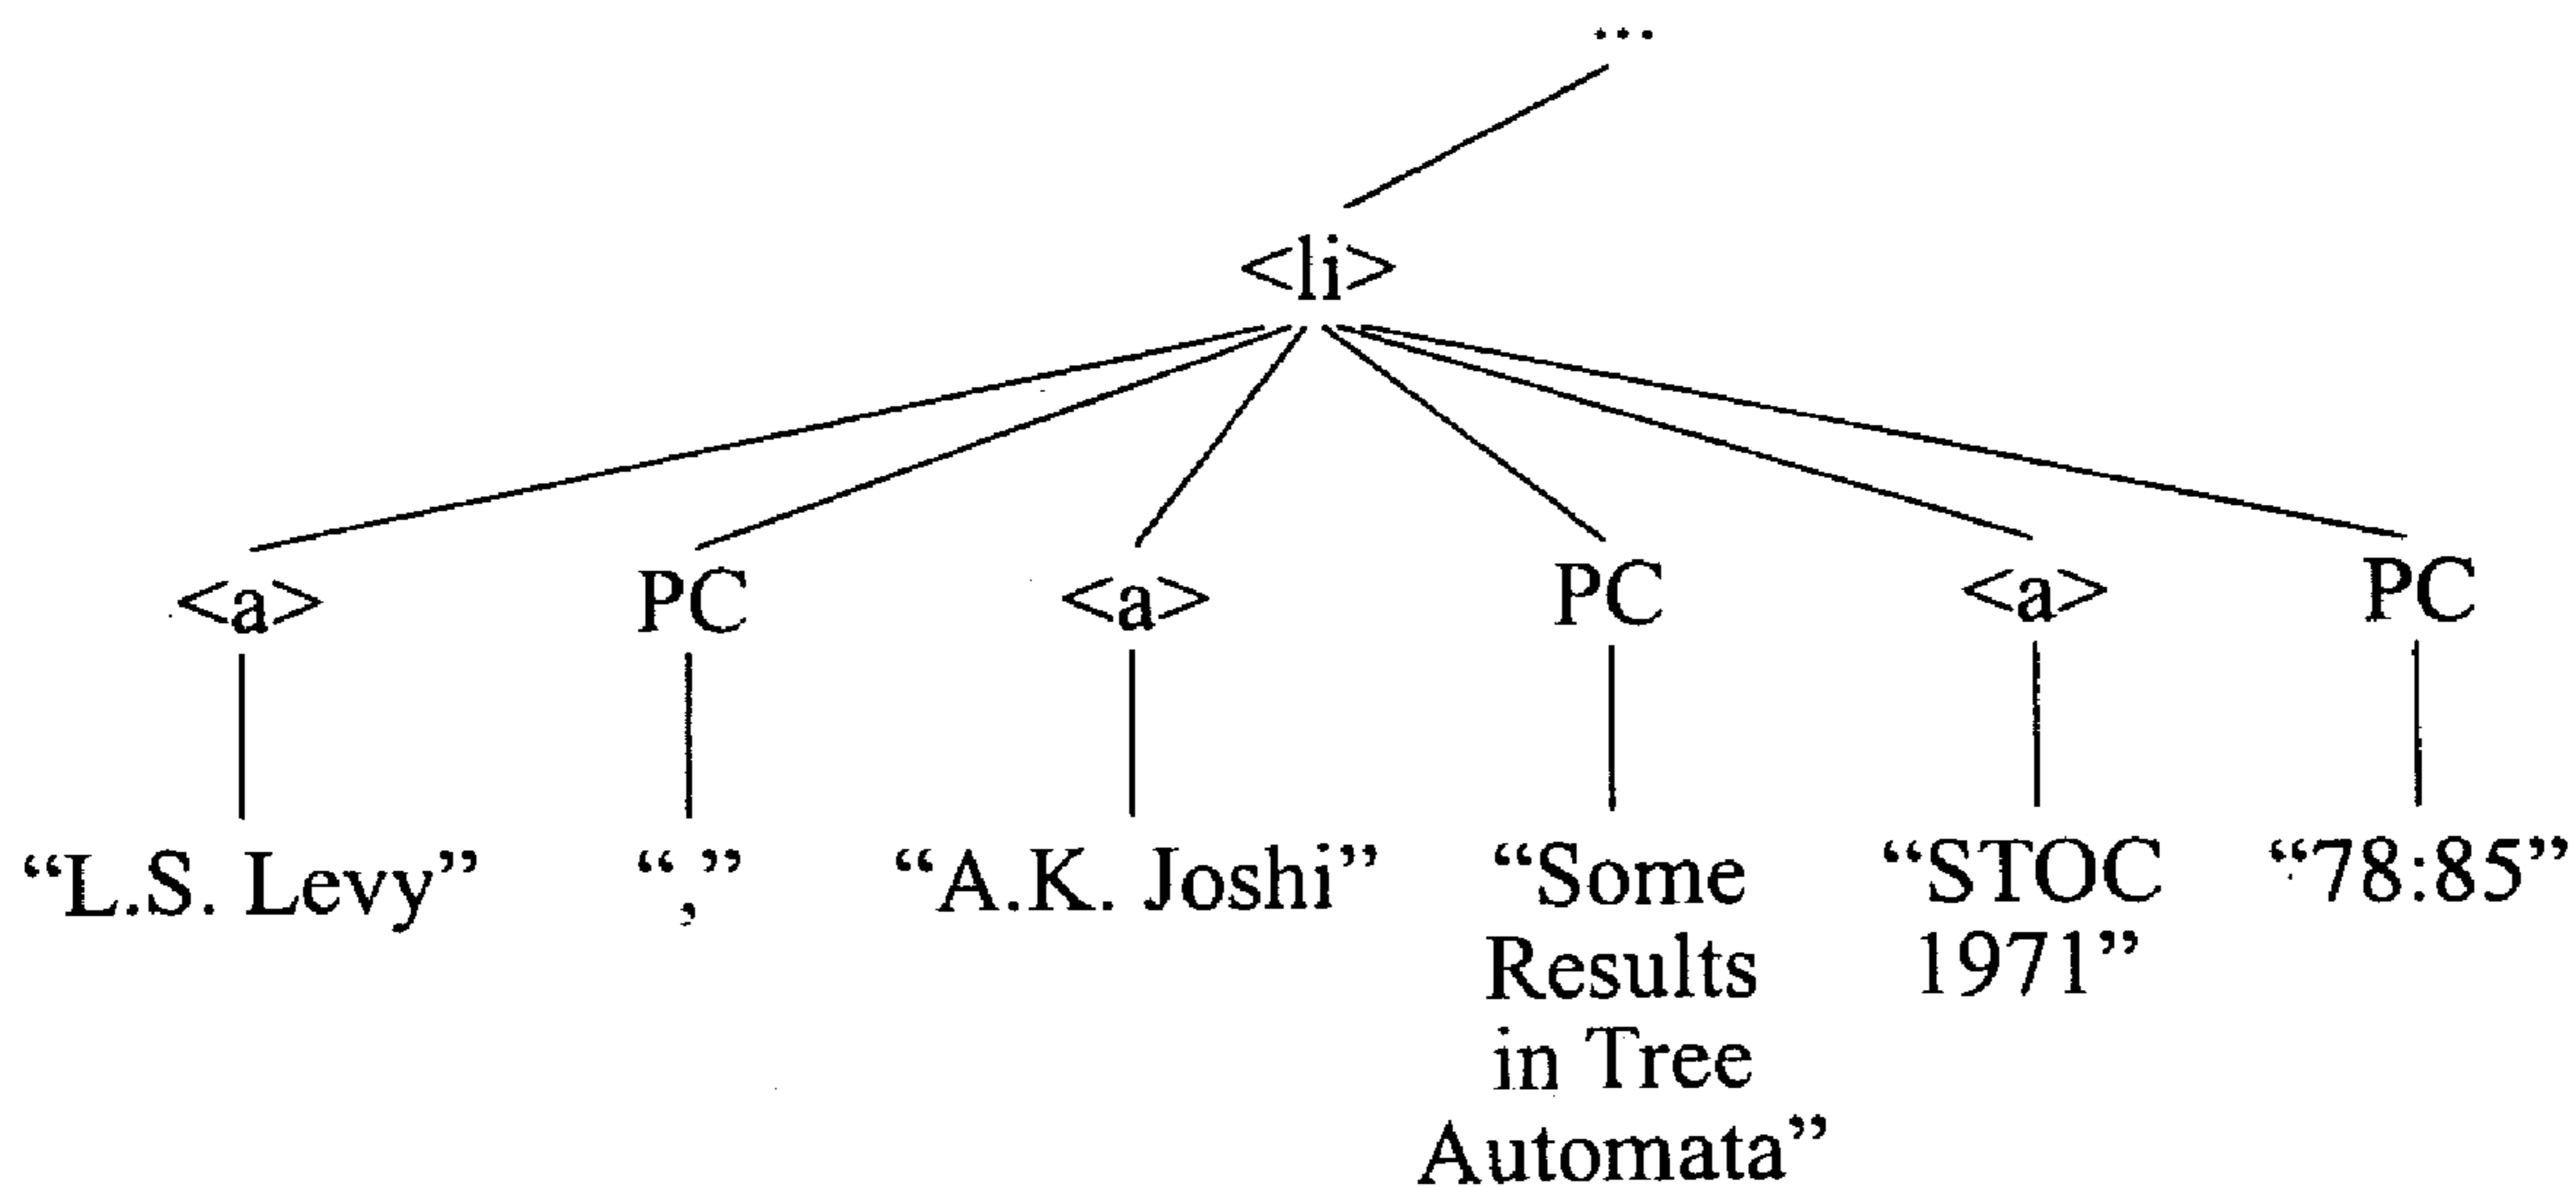 ...
<li>
<a> PC <a> PC <a> PC
“L.S. Levy” “,” “A.K. Joshi” “Some “STOC “78:85”
Results 1971”
in Tree
Automata”